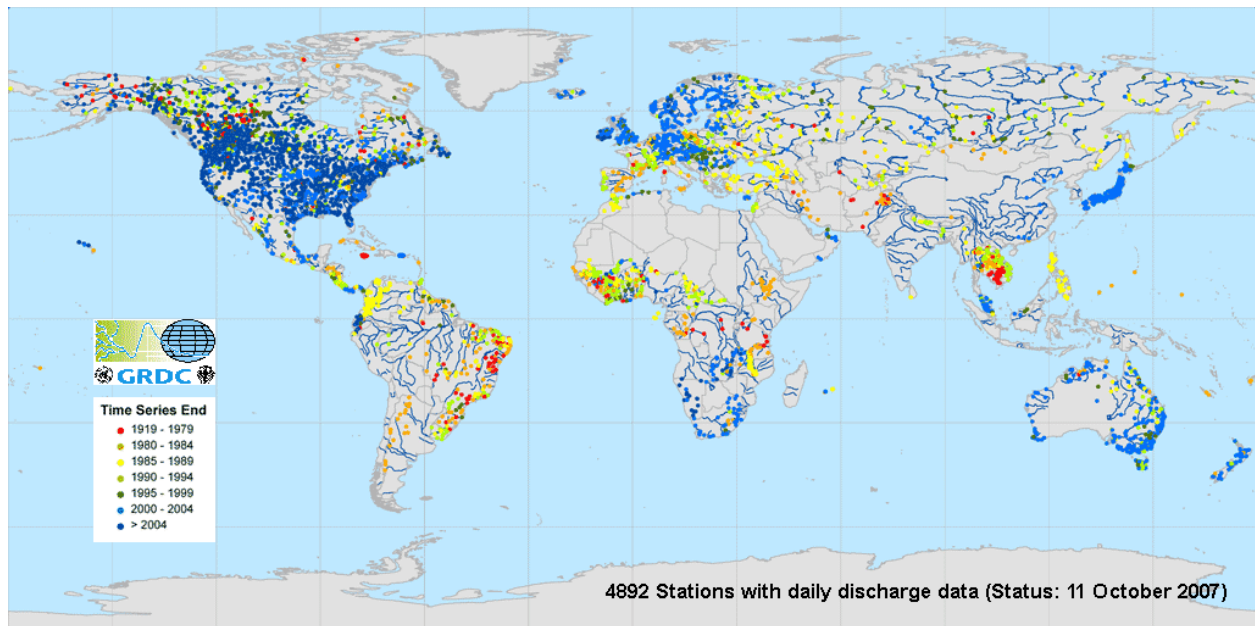 GRDC
Time Series End
1919 - 1979
1980 - 1984
1985 - 1989
1990 - 1994
1995 - 1999
2000 - 2004
> 2004
4892 Stations with daily discharge data (Status: 11 October 2007)